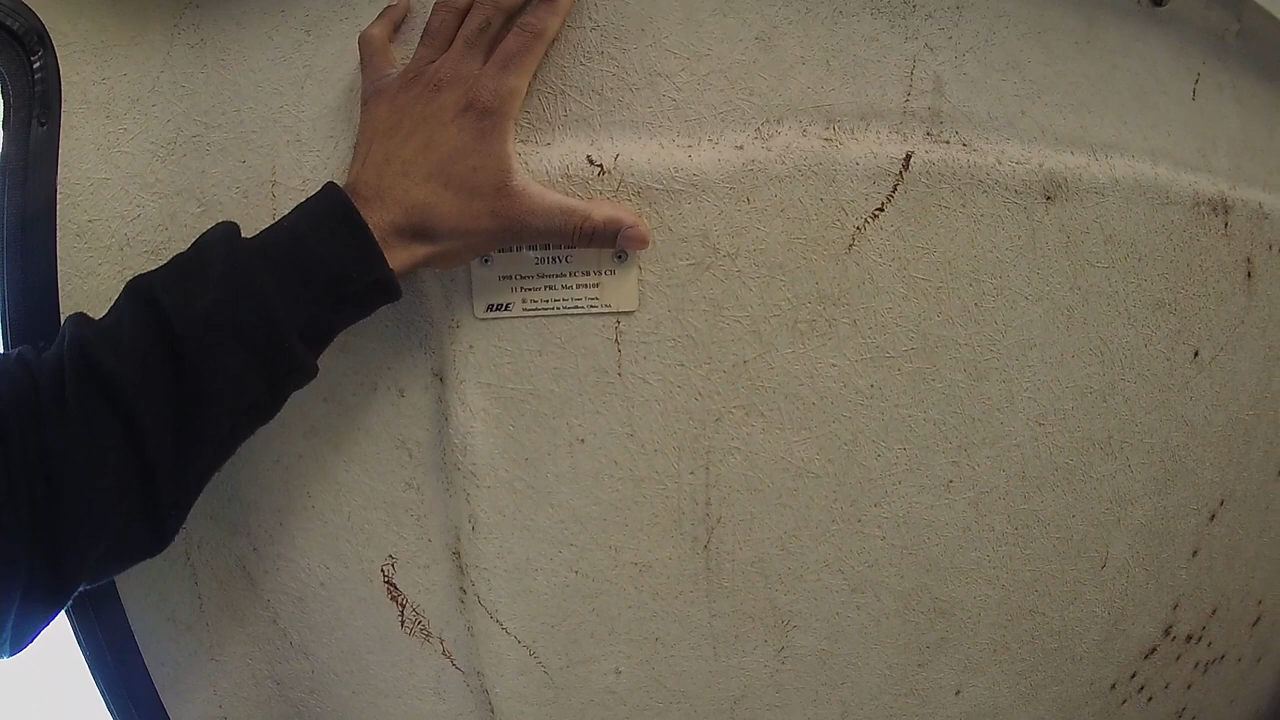 2018VC
1998 Chevy Silverado EC SB VS CH
11 Pewter PRL Met B9810F
A.R.E. ® The Top Line for Your Truck.
Manufactured in Massillon, Ohio USA